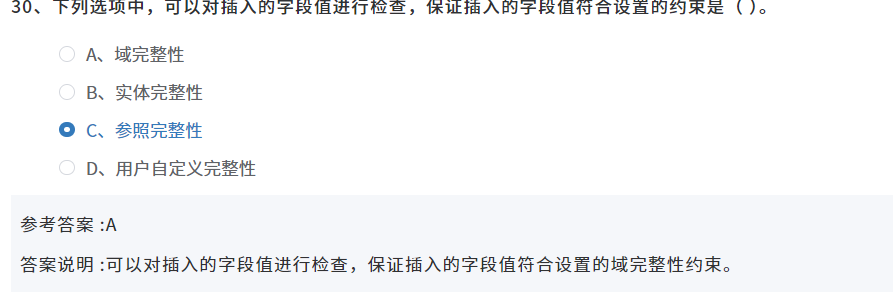 30、下列选项中，可以对插入的字段值进行检查，保证插入的字段值符合设置的约束是（ )。
A、域完整性
B、实体完整性
C、参照完整性
D、用户自定义完整性
参考答案 :A
答案说明 :可以对插入的字段值进行检查，保证插入的字段值符合设置的域完整性约束。